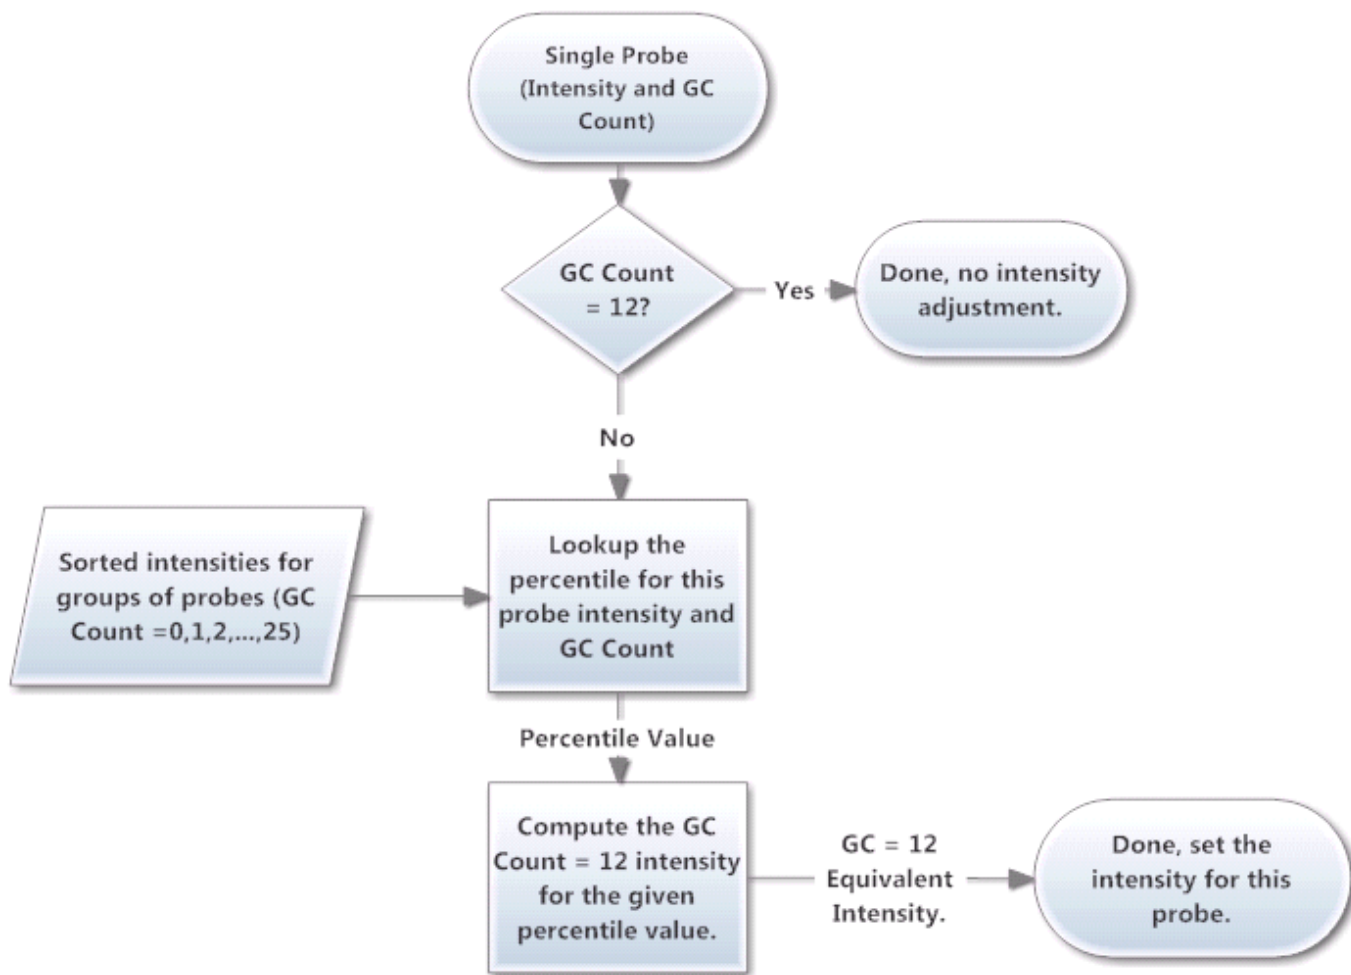 Single Probe
(Intensity and GC
Count)
GC Count
= 12?
Yes
Done, no intensity
adjustment.
No
Sorted intensities for
groups of probes (GC
Count =0,1,2,...,25)
Lookup the
percentile for this
probe intensity and
GC Count
Percentile Value
Compute the GC
Count = 12 intensity
for the given
percentile value.
GC = 12
Equivalent
Intensity.
Done, set the
intensity for this
probe.